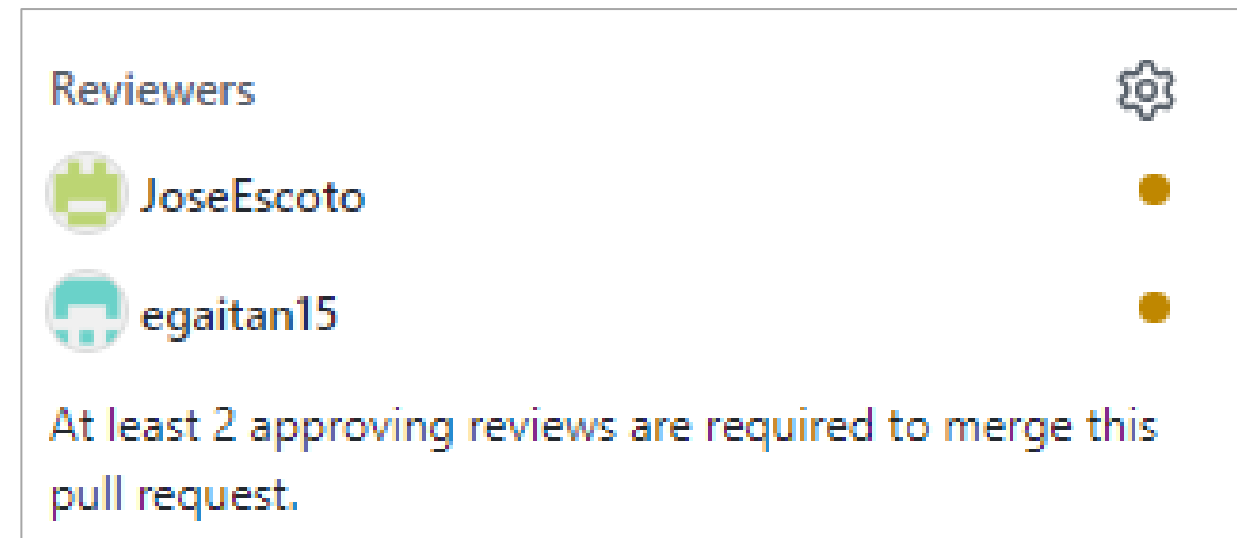 Reviewers
JoseEscoto
egaitan15
At least 2 approving reviews are required to merge this
pull request.